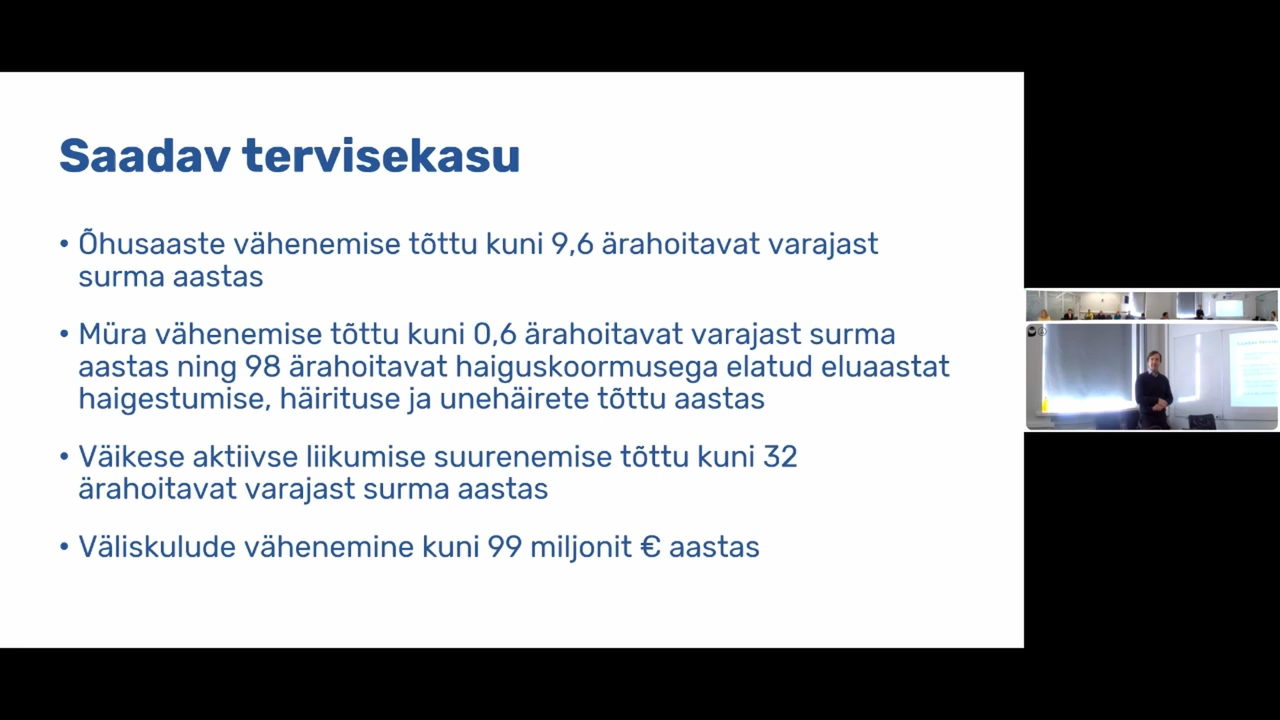 Saadav tervisekasu
• Õhusaaste vähenemise tõttu kuni 9,6 ärahoitavat varajast
surma aastas
• Müra vähenemise tõttu kuni 0,6 ärahoitavat varajast surma
aastas ning 98 ärahoitavat haiguskoormusega elatud eluaastat
haigestumise, häirituse ja unehäirete tõttu aastas
• Väikese aktiivse liikumise suurenemise tõttu kuni 32
ärahoitavat varajast surma aastas
• Väliskulude vähenemine kuni 99 miljonit € aastas